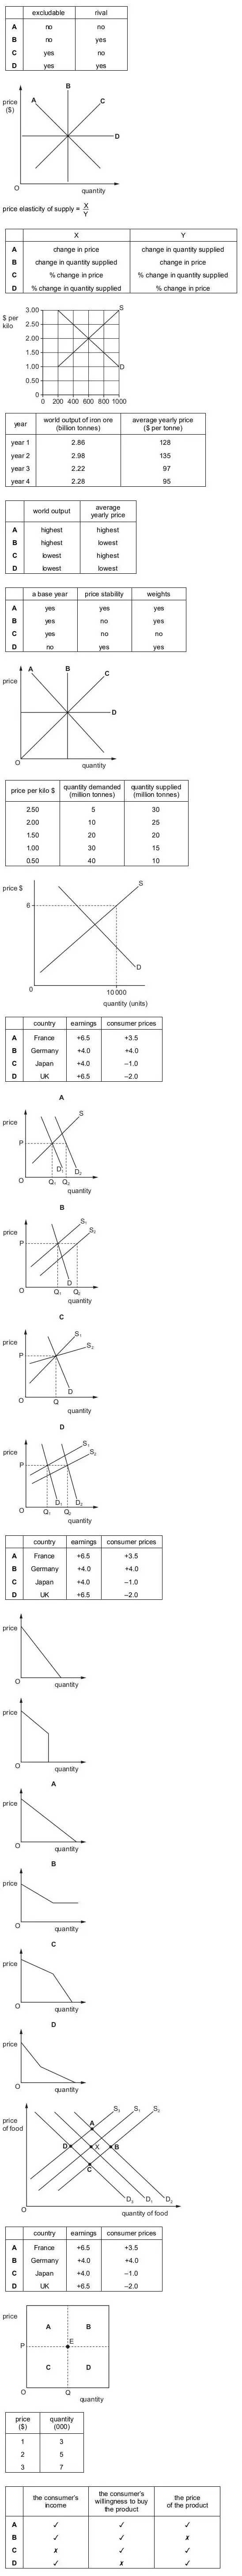 excludable rival
A no no
B no yes
C yes no
D yes yes
price ($)
A B C
D
O
quantity
price elasticity of supply = X
Y
X Y
A change in price change in quantity supplied
B change in quantity supplied change in price
C % change in price % change in quantity supplied
D % change in quantity supplied % change in price
$ per kilo
3.00 S
2.50
2.00
1.50
1.00 D
0.50
0
0 200 400 600 800 1000
year world output of iron ore (billion tonnes) average yearly price ($ per tonne)
year 1 2.86 128
year 2 2.98 135
year 3 2.22 97
year 4 2.28 95
world output average yearly price
A highest highest
B highest lowest
C lowest highest
D lowest lowest
a base year price stability weights
A yes yes yes
B yes no yes
C yes no no
D no yes yes
A B C
price
D
O
quantity
price per kilo $ quantity demanded (million tonnes) quantity supplied (million tonnes)
2.50 5 30
2.00 10 25
1.50 20 20
1.00 30 15
0.50 40 10
price $
S
6
D
0
10 000
quantity (units)
country earnings consumer prices
A France +6.5 +3.5
B Germany +4.0 +4.0
C Japan +4.0 –1.0
D UK +6.5 –2.0
A
price
S
P
D1 D2
O Q1 Q2
quantity
B
S1
price S2
P
D
O Q1 Q2
quantity
C
price S1
S2
P
D
O Q
quantity
D
price S1
S2
P
D1 D2
O Q1 Q2
quantity
country earnings consumer prices
A France +6.5 +3.5
B Germany +4.0 +4.0
C Japan +4.0 –1.0
D UK +6.5 –2.0
price
O
quantity
price
O
quantity
A
price
O
quantity
B
price
O
quantity
C
price
O
quantity
D
price
O
quantity
price of food
S3 S1 S2
A
D X B
C
D3 D1 D2
O
quantity of food
country earnings consumer prices
A France +6.5 +3.5
B Germany +4.0 +4.0
C Japan +4.0 –1.0
D UK +6.5 –2.0
price
A B
P E
C D
O Q
quantity
price ($) quantity (000)
1 3
2 5
3 7
the consumer's income the consumer's willingness to buy the product the price of the product
A ✓ ✓ ✓
B ✓ ✓ ✗
C ✗ ✓ ✓
D ✓ ✗ ✓